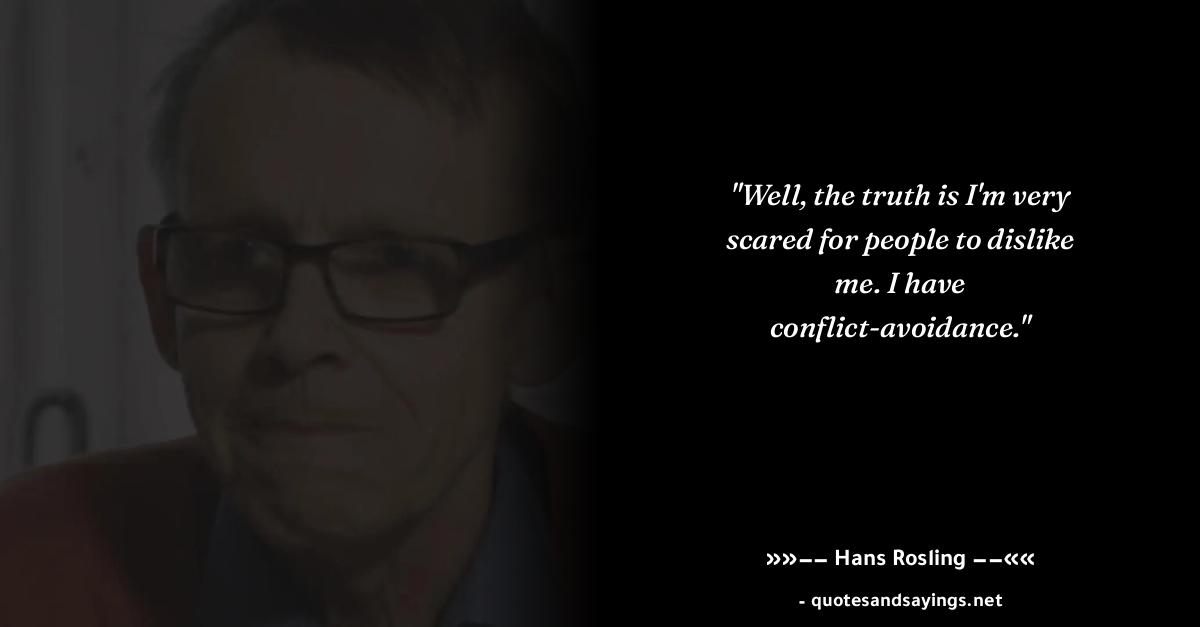 "Well, the truth is I'm very
scared for people to dislike
me. I have
conflict-avoidance."
»»−− Hans Rosling −−««
- quotesandsayings.net